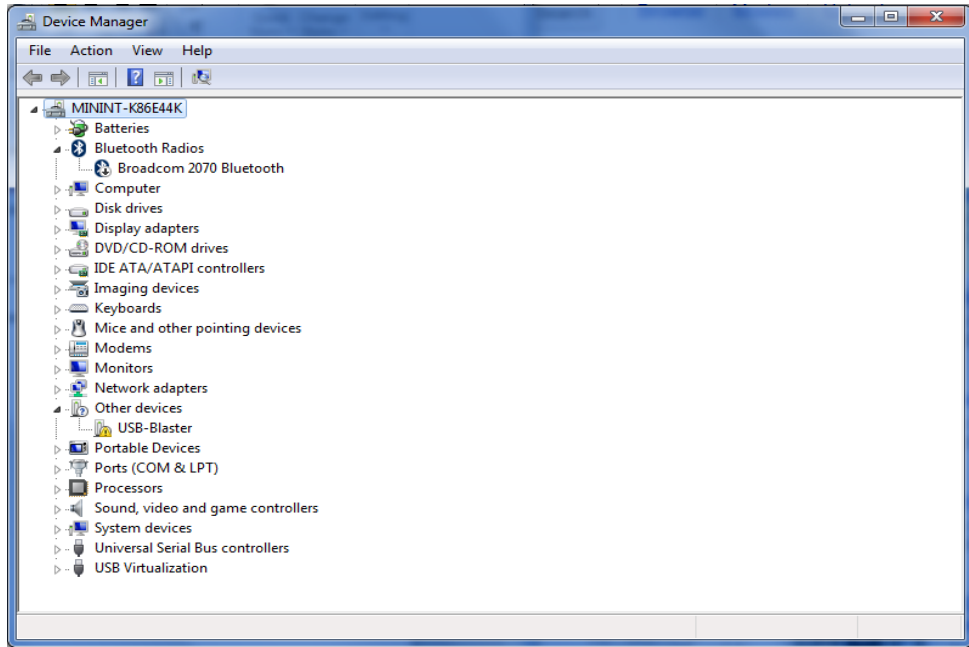 Device Manager
File Action View Help
MININT-K86E44K
Batteries
Bluetooth Radios
Broadcom 2070 Bluetooth
Computer
Disk drives
Display adapters
DVD/CD-ROM drives
IDE ATA/ATAPI controllers
Imaging devices
Keyboards
Mice and other pointing devices
Modems
Monitors
Network adapters
Other devices
USB-Blaster
Portable Devices
Ports (COM & LPT)
Processors
Sound, video and game controllers
System devices
Universal Serial Bus controllers
USB Virtualization